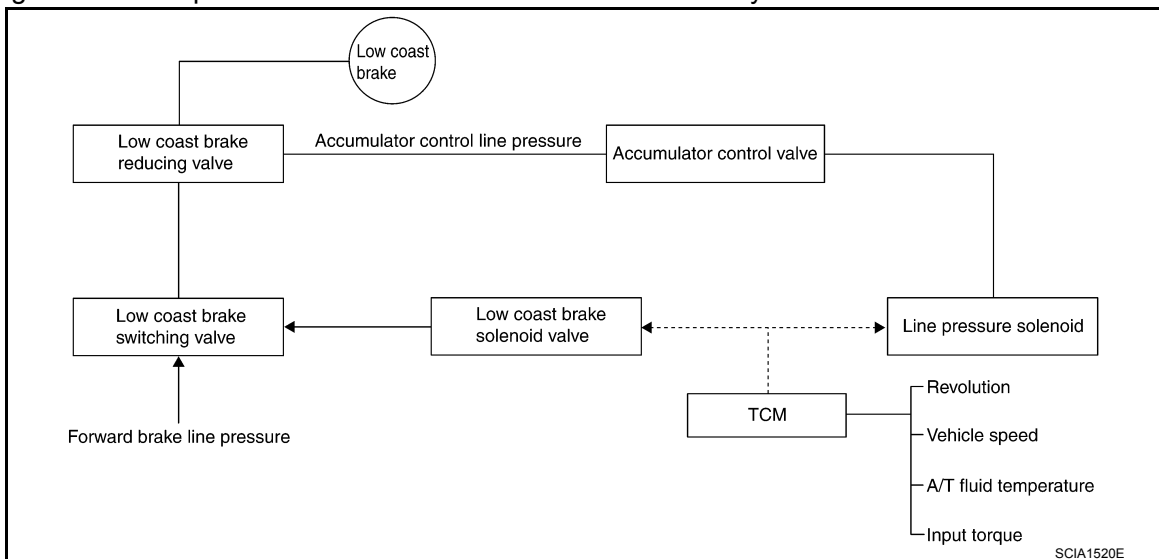 Low coast
brake
Low coast brake
reducing valve
Accumulator control line pressure
Accumulator control valve
Low coast brake
switching valve
Low coast brake
solenoid valve
Line pressure solenoid
Forward brake line pressure
TCM
Revolution
Vehicle speed
A/T fluid temperature
Input torque
SCIA1520E